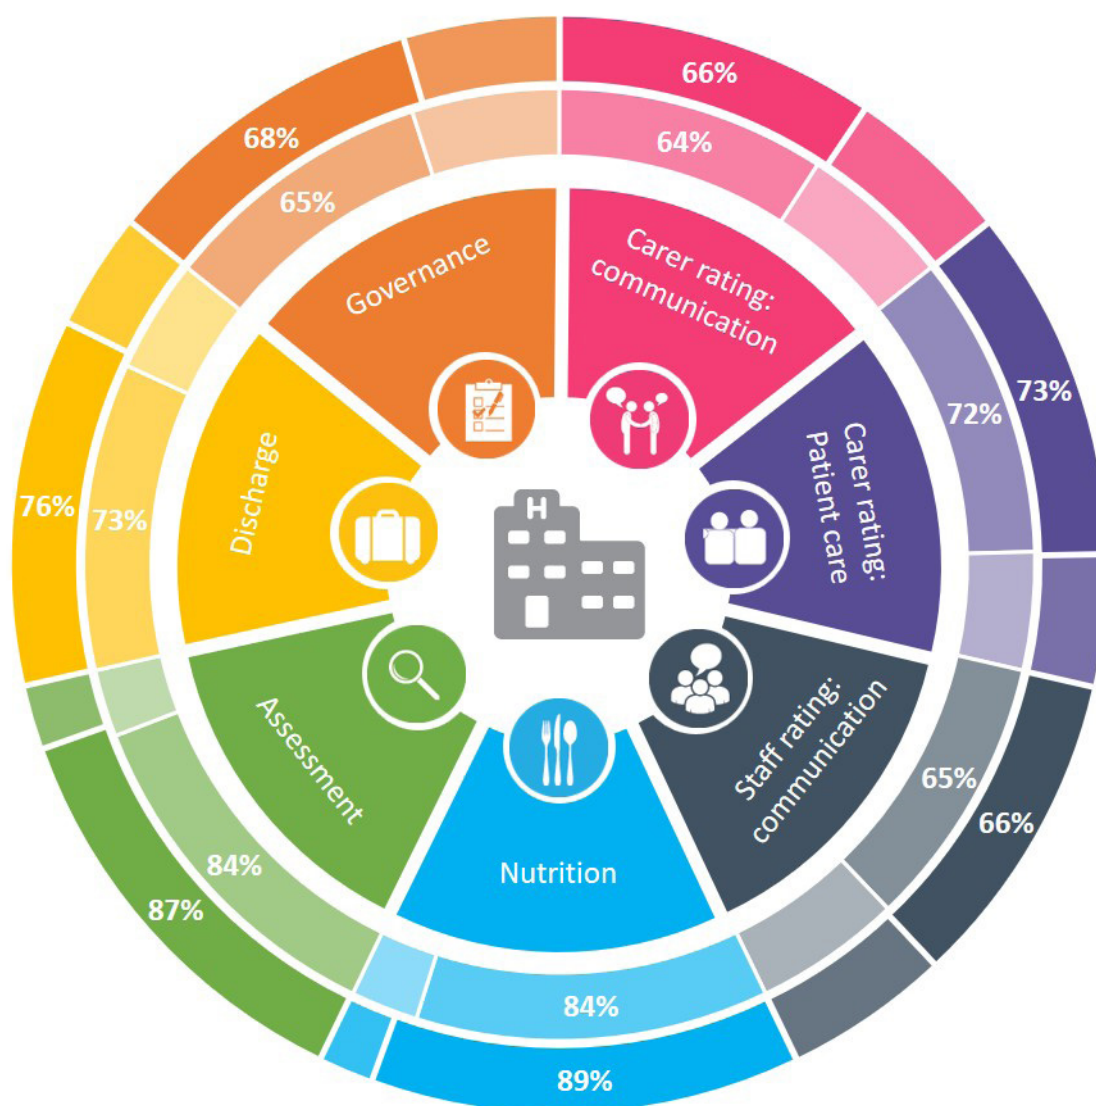 66%
64%
Carer rating:
communication
73%
72%
Carer rating:
Patient care
66%
65%
Staff rating:
communication
89%
84%
Nutrition
87%
84%
Assessment
76%
73%
Discharge
68%
65%
Governance
H